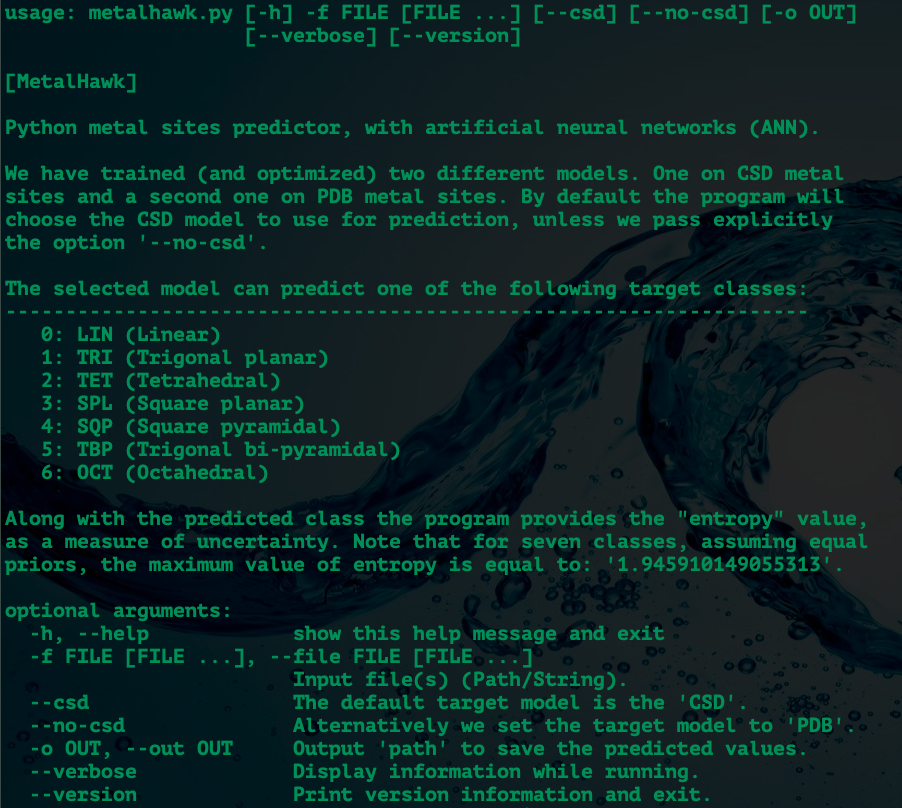 usage: metalhawk.py [-h] -f FILE [FILE ...] [--csd] [--no-csd] [-o OUT]
                    [--verbose] [--version]

[MetalHawk]

Python metal sites predictor, with artificial neural networks (ANN).

We have trained (and optimized) two different models. One on CSD metal
sites and a second one on PDB metal sites. By default the program will
choose the CSD model to use for prediction, unless we pass explicitly
the option '--no-csd'.

The selected model can predict one of the following target classes:
-------------------------------------------------------------------
   0: LIN (Linear)
   1: TRI (Trigonal planar)
   2: TET (Tetrahedral)
   3: SPL (Square planar)
   4: SQP (Square pyramidal)
   5: TBP (Trigonal bi-pyramidal)
   6: OCT (Octahedral)

Along with the predicted class the program provides the "entropy" value,
as a measure of uncertainty. Note that for seven classes, assuming equal
priors, the maximum value of entropy is equal to: '1.945910149055313'.

optional arguments:
  -h, --help            show this help message and exit
  -f FILE [FILE ...], --file FILE [FILE ...]
                        Input file(s) (Path/String).
  --csd                 The default target model is the 'CSD'.
  --no-csd              Alternatively we set the target model to 'PDB'.
  -o OUT, --out OUT     Output 'path' to save the predicted values.
  --verbose             Display information while running.
  --version             Print version information and exit.